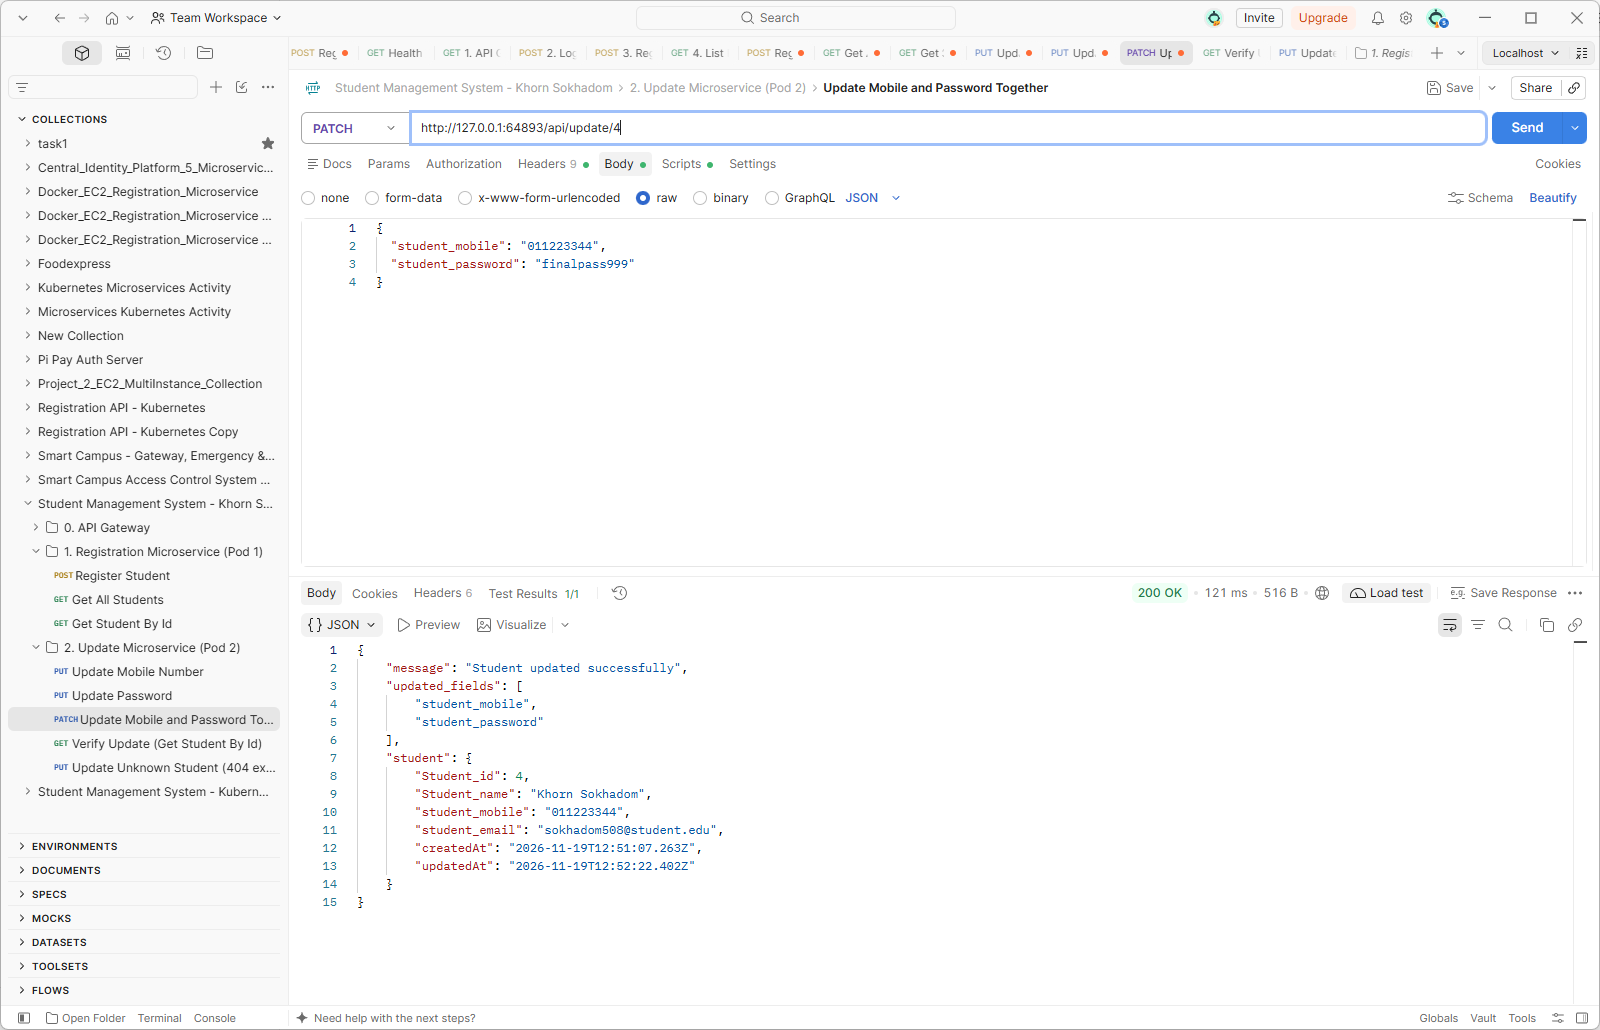 Team Workspace
Search
Invite
Upgrade
POST Reg
GET Health
GET 1. API
POST 2. Log
POST 3. Re
GET 4. List
POST Reg
GET Get
GET Get
PUT Upd
PUT Upd
PATCH Up
GET Verify
PUT Update
1. Regis
Localhost
HTTP
Student Management System - Khorn Sokhadom > 2. Update Microservice (Pod 2) > Update Mobile and Password Together
Save
Share
PATCH
http://127.0.0.1:64893/api/update/4
Send
Docs
Params
Authorization
Headers 9
Body
Scripts
Settings
Cookies
none
form-data
x-www-form-urlencoded
raw
binary
GraphQL
JSON
Schema
Beautify
1 {
2 "student_mobile": "011223344",
3 "student_password": "finalpass999"
4 }
COLLECTIONS
task1
Central_Identity_Platform_5_Microservic...
Docker_EC2_Registration_Microservice
Docker_EC2_Registration_Microservice ...
Docker_EC2_Registration_Microservice ...
Foodexpress
Kubernetes Microservices Activity
Microservices Kubernetes Activity
New Collection
Pi Pay Auth Server
Project_2_EC2_MultiInstance_Collection
Registration API - Kubernetes
Registration API - Kubernetes Copy
Smart Campus - Gateway, Emergency &...
Smart Campus Access Control System ...
Student Management System - Khorn S...
0. API Gateway
1. Registration Microservice (Pod 1)
POST Register Student
GET Get All Students
GET Get Student By Id
2. Update Microservice (Pod 2)
PUT Update Mobile Number
PUT Update Password
PATCH Update Mobile and Password To...
GET Verify Update (Get Student By Id)
PUT Update Unknown Student (404 ex...
Student Management System - Kubern...
ENVIRONMENTS
DOCUMENTS
SPECS
MOCKS
DATASETS
TOOLSETS
FLOWS
Body
Cookies
Headers 6
Test Results 1/1
200 OK
121 ms
516 B
Load test
e.g. Save Response
{} JSON
Preview
Visualize
1 {
2 "message": "Student updated successfully",
3 "updated_fields": [
4 "student_mobile",
5 "student_password"
6 ],
7 "student": {
8 "Student_id": 4,
9 "Student_name": "Khorn Sokhadom",
10 "student_mobile": "011223344",
11 "student_email": "sokhadom508@student.edu",
12 "createdAt": "2026-11-19T12:51:07.263Z",
13 "updatedAt": "2026-11-19T12:52:22.402Z"
14 }
15 }
Open Folder
Terminal
Console
Need help with the next steps?
Globals
Vault
Tools